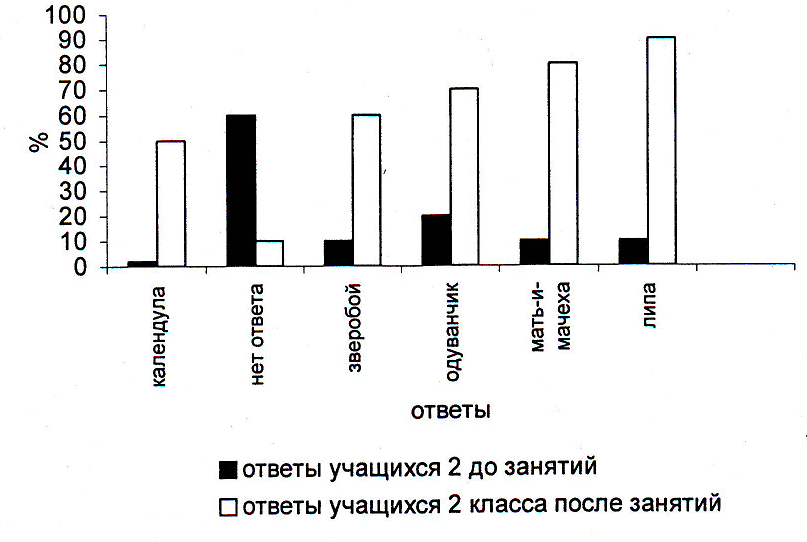 100
90
80
70
60
50
40
30
20
10
0
%
календула
нет ответа
зверобой
одуванчик
мать-и-
мачеха
липа
ответы
ответы учащихся 2 до занятий
ответы учащихся 2 класса после занятий